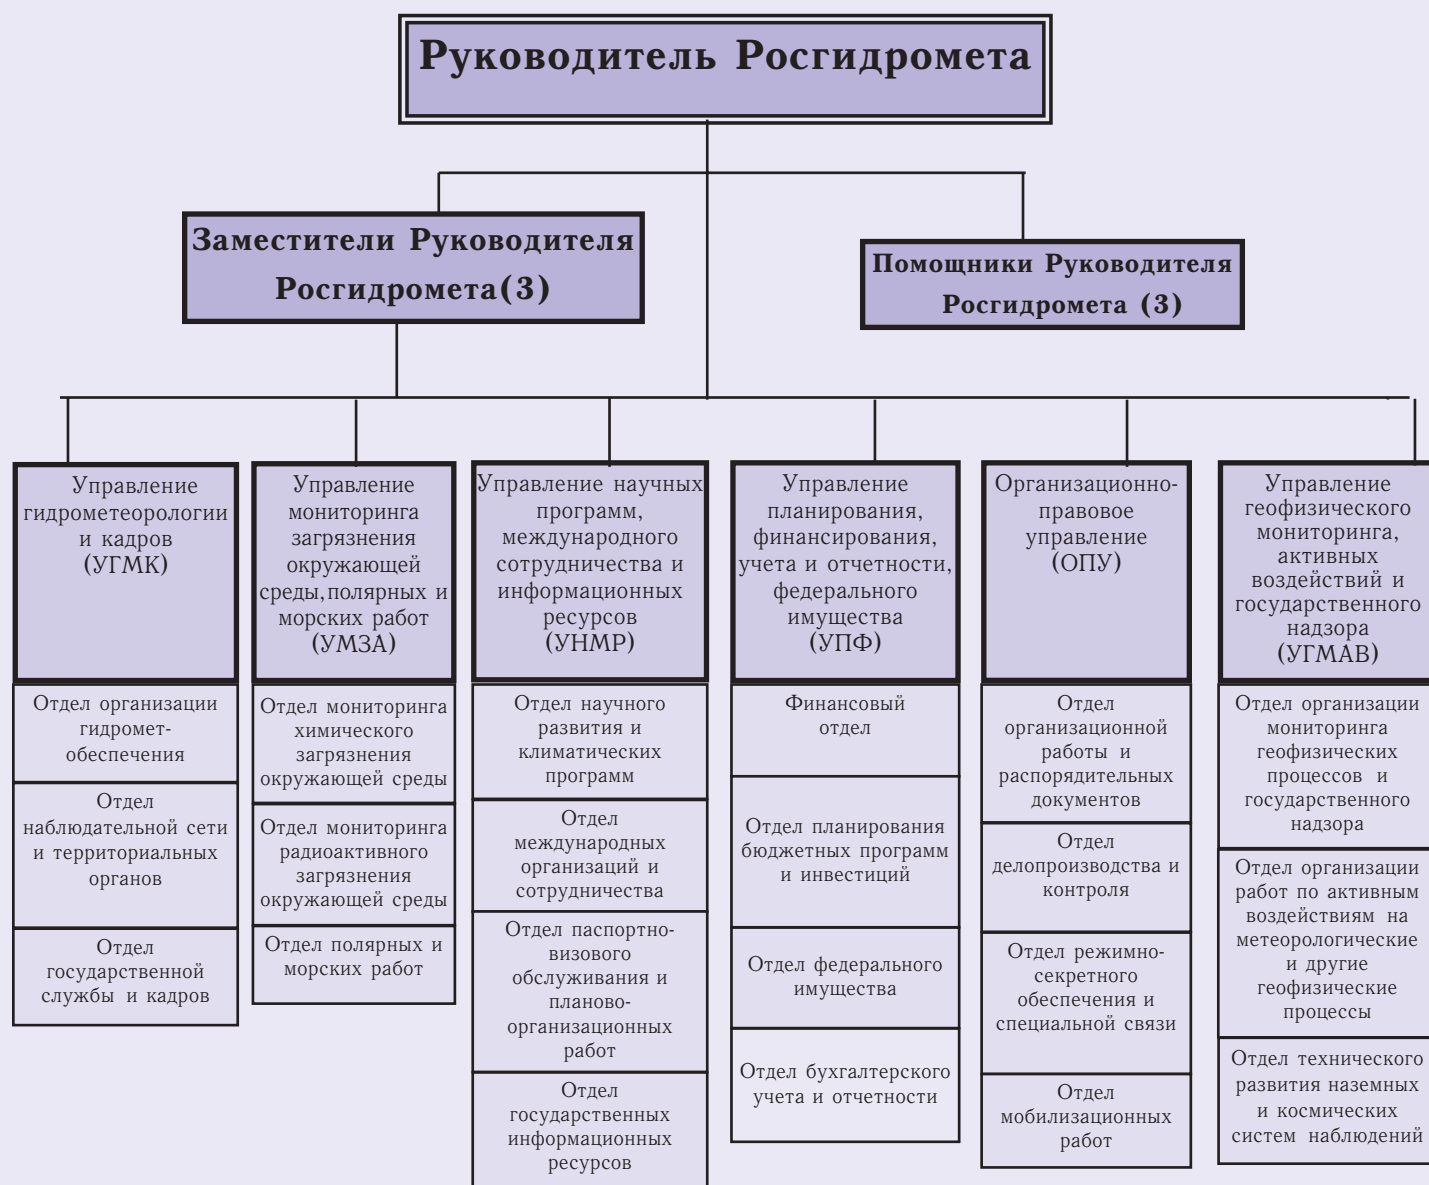 Руководитель Росгидромета
Заместители Руководителя
Росгидромета(3)
Помощники Руководителя
Росгидромета (3)
Управление
гидрометеорологии
и кадров
(УГМК)
Управление
мониторинга
загрязнения
окружающей
среды,полярных и
морских работ
(УМЗА)
Управление научных
программ,
международного
сотрудничества и
информационных
ресурсов
(УНМР)
Управление
планирования,
финансирования,
учета и отчетности,
федерального
имущества
(УПФ)
Организационно-
правовое
управление
(ОПУ)
Управление
геофизического
мониторинга,
активных
воздействий и
государственного
надзора
(УГМАВ)
Отдел организации
гидромет-
обеспечения
Отдел
наблюдательной сети
и территориальных
органов
Отдел
государственной
службы и кадров
Отдел мониторинга
химического
загрязнения
окружающей среды
Отдел мониторинга
радиоактивного
загрязнения
окружающей среды
Отдел полярных и
морских работ
Отдел научного
развития и
климатических
программ
Отдел
международных
организаций и
сотрудничества
Отдел паспортно-
визового
обслуживания и
планово-
организационных
работ
Отдел
государственных
информационных
ресурсов
Финансовый
отдел
Отдел планирования
бюджетных программ
и инвестиций
Отдел федерального
имущества
Отдел бухгалтерского
учета и отчетности
Отдел
организационной
работы и
распорядительных
документов
Отдел
делопроизводства и
контроля
Отдел режимно-
секретного
обеспечения и
специальной связи
Отдел
мобилизационных
работ
Отдел организации
мониторинга
геофизических
процессов и
государственного
надзора
Отдел организации
работ по активным
воздействиям на
метеорологические
и другие
геофизические
процессы
Отдел технического
развития наземных
и космических
систем наблюдений